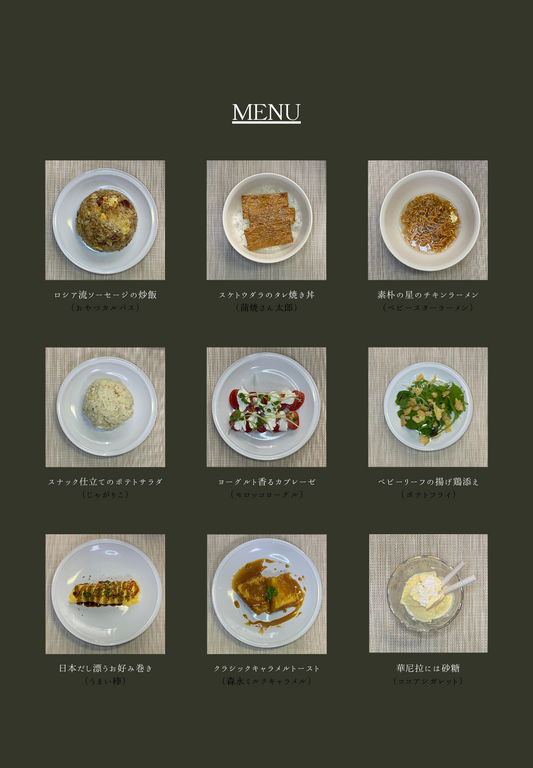 MENU
ロシア流ソーセージの炒飯
（おやつカルパス）
スケトウダラのタレ焼き丼
（蒲焼さん太郎）
素朴の星のチキンラーメン
（ベビースターラーメン）
スナック仕立てのポテトサラダ
（じゃがりこ）
ヨーグルト香るカプレーゼ
（モロッコヨーグル）
ベビーリーフの揚げ鶏添え
（ポテトフライ）
日本だし漂うお好み巻き
（うまい棒）
クラシックキャラメルトースト
（森永ミルクキャラメル）
華尼拉には砂糖
（ココアシガレット）